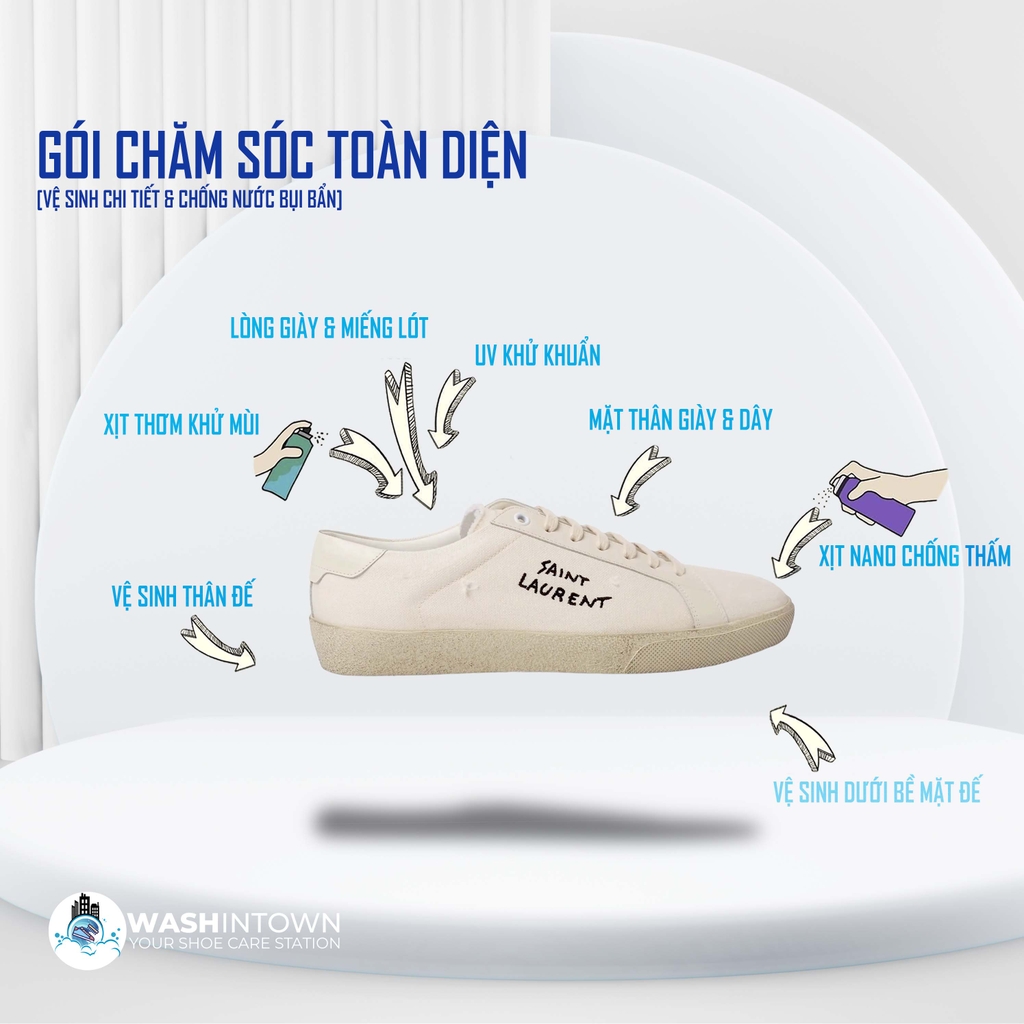 GÓI CHĂM SÓC TOÀN DIỆN
[VỆ SINH CHI TIẾT & CHỐNG NƯỚC BỤI BẨN]
LÒNG GIÀY & MIẾNG LÓT
UV KHỬ KHUẨN
XỊT THƠM KHỬ MÙI
MẶT THÂN GIÀY & DÂY
XỊT NANO CHỐNG THẤM
VỆ SINH THÂN ĐẾ
SAINT
LAURENT
VỆ SINH DƯỚI BỀ MẶT ĐẾ
WASHINTOWN
YOUR SHOE CARE STATION